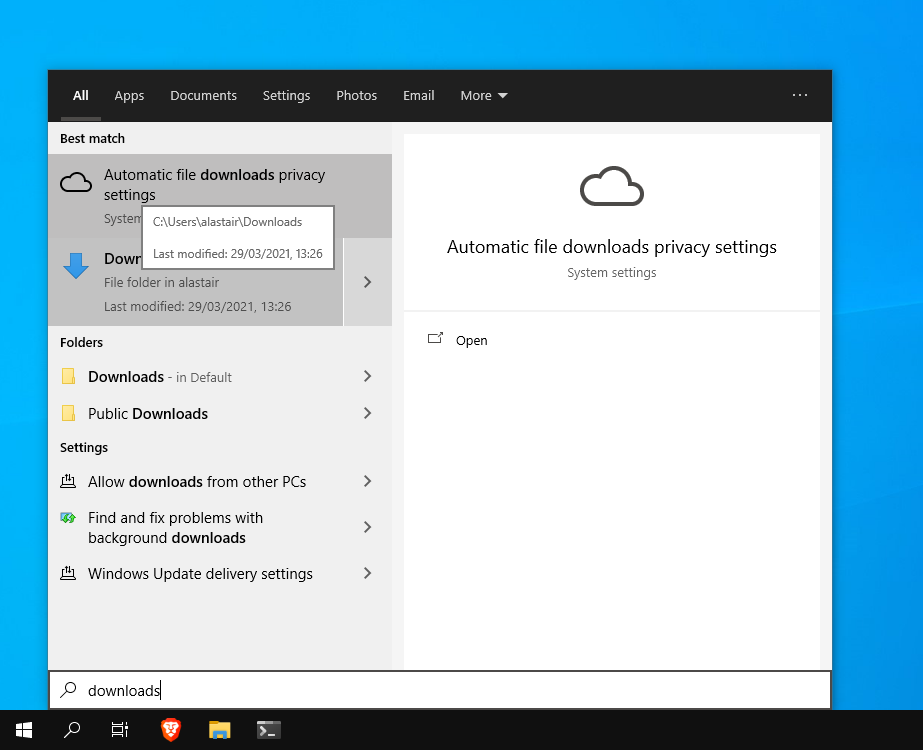 All Apps Documents Settings Photos Email More ...
Best match
Automatic file downloads privacy
settings
System
C:\Users\alastair\Downloads
Last modified: 29/03/2021, 13:26
File folder in alastair
Last modified: 29/03/2021, 13:26
Folders
Downloads - in Default
Public Downloads
Settings
Allow downloads from other PCs
Find and fix problems with
background downloads
Windows Update delivery settings
Automatic file downloads privacy settings
System settings
Open
downloads